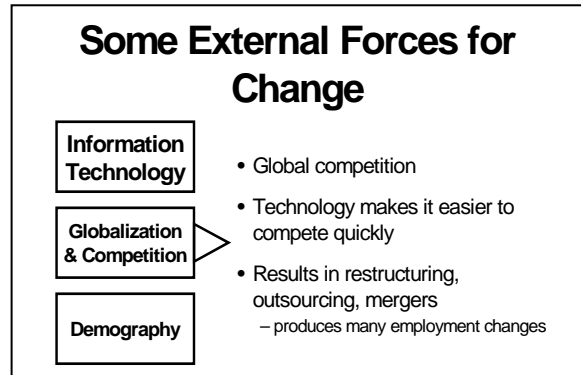 Some External Forces for
Change
Information
Technology
Globalization
& Competition
Demography
• Global competition
• Technology makes it easier to
compete quickly
• Results in restructuring,
outsourcing, mergers
– produces many employment changes